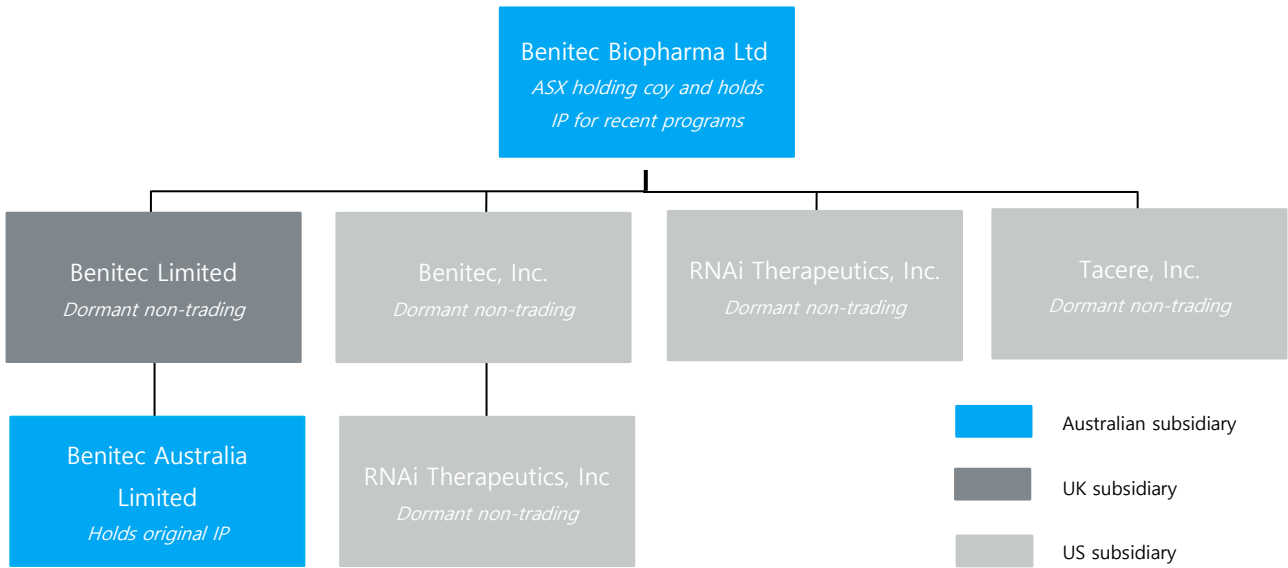 Benitec Biopharma Ltd
ASX holding coy and holds
IP for recent programs
Benitec Limited
Dormant non-trading
Benitec, Inc.
Dormant non-trading
RNAi Therapeutics, Inc.
Dormant non-trading
Tacere, Inc.
Dormant non-trading
Benitec Australia
Limited
Holds original IP
RNAi Therapeutics, Inc
Dormant non-trading
Australian subsidiary
UK subsidiary
US subsidiary